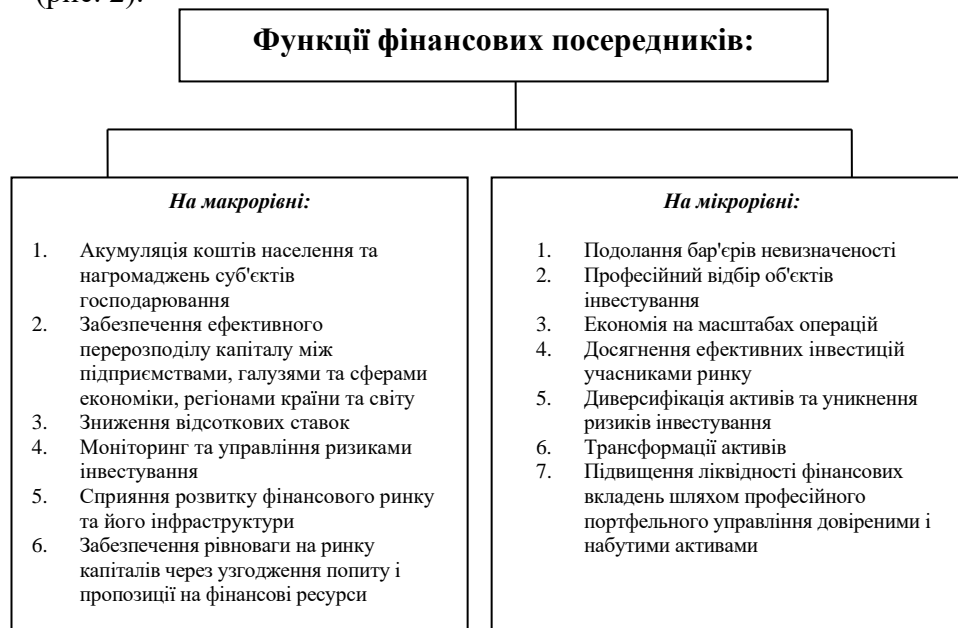 (рис. 2).
Функції фінансових посередників:
На макрорівні:
1. Акумуляція коштів населення та
нагромаджень суб'єктів
господарювання
2. Забезпечення ефективного
перерозподілу капіталу між
підприємствами, галузями та сферами
економіки, регіонами країни та світу
3. Зниження відсоткових ставок
4. Моніторинг та управління ризиками
інвестування
5. Сприяння розвитку фінансового ринку
та його інфраструктури
6. Забезпечення рівноваги на ринку
капіталів через узгодження попиту і
пропозиції на фінансові ресурси
На мікрорівні:
1. Подолання бар'єрів невизначеності
2. Професійний відбір об'єктів
інвестування
3. Економія на масштабах операцій
4. Досягнення ефективних інвестицій
учасниками ринку
5. Диверсифікація активів та уникнення
ризиків інвестування
6. Трансформації активів
7. Підвищення ліквідності фінансових
вкладень шляхом професійного
портфельного управління довіреними і
набутими активами